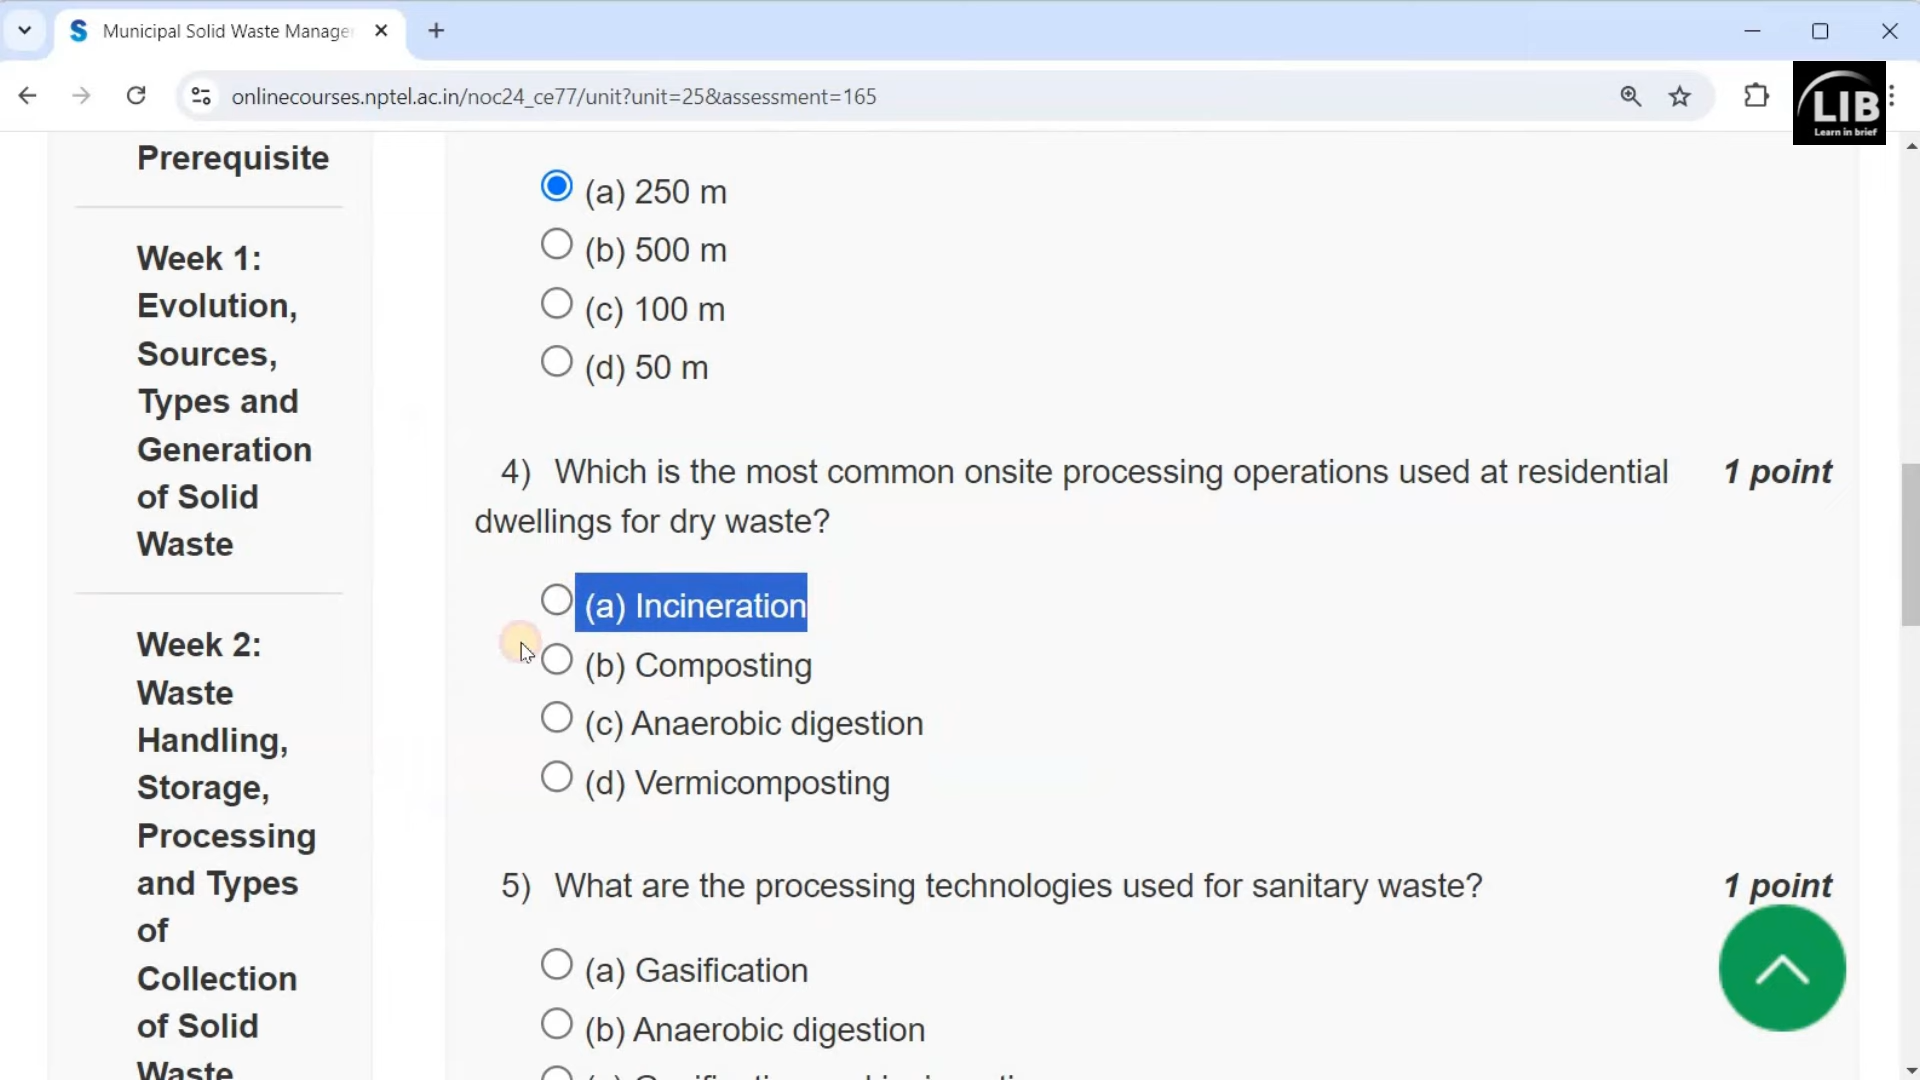 Municipal Solid Waste Manage
onlinecourses.nptel.ac.in/noc24_ce77/unit?unit=25&assessment=165
LIB
Learn in brief
Prerequisite
Week 1:
Evolution,
Sources,
Types and
Generation
of Solid
Waste
Week 2:
Waste
Handling,
Storage,
Processing
and Types
of
Collection
of Solid
Waste
(a) 250 m
(b) 500 m
(c) 100 m
(d) 50 m
4) Which is the most common onsite processing operations used at residential 1 point
dwellings for dry waste?
(a) Incineration
(b) Composting
(c) Anaerobic digestion
(d) Vermicomposting
5) What are the processing technologies used for sanitary waste? 1 point
(a) Gasification
(b) Anaerobic digestion